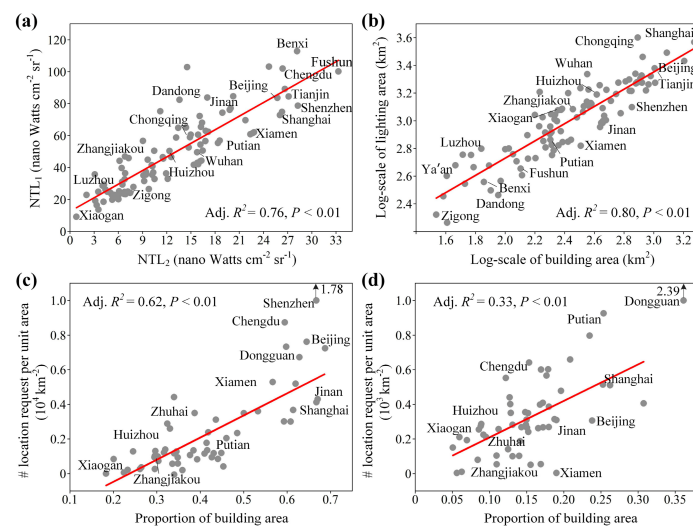 (a)
120
100
80
60
40
20
0
NTL1 (nano Watts cm-2 sr-1)
Benxi
Fushun
Chengdu
Dandong
Beijing
Tianjin
Jinan
Shenzhen
Shanghai
Chongqing
Xiamen
Zhangjiakou
Putian
Wuhan
Huizhou
Luzhou
Zigong
Xiaogan
Adj. R2 = 0.76, P < 0.01
0 3 6 9 12 15 18 21 24 27 30 33
NTL2 (nano Watts cm-2 sr-1)
(b)
3.6
3.4
3.2
3.0
2.8
2.6
2.4
Log-scale of lighting area (km2)
Shanghai
Chongqing
Wuhan
Beijing
Huizhou
Tianjin
Zhangjiakou
Shenzhen
Xiaogan
Jinan
Luzhou
Xiamen
Putian
Ya'an
Fushun
Benxi
Dandong
Zigong
Adj. R2 = 0.80, P < 0.01
1.4 1.6 1.8 2.0 2.2 2.4 2.6 2.8 3.0 3.2
Log-scale of building area (km2)
(c)
1.0
0.8
0.6
0.4
0.2
0
# location request per unit area
(104 km-2)
Adj. R2 = 0.62, P < 0.01
1.78
Shenzhen
Chengdu
Beijing
Dongguan
Xiamen
Jinan
Zhuhai
Shanghai
Huizhou
Putian
Xiaogan
Zhangjiakou
0.1 0.2 0.3 0.4 0.5 0.6 0.7
Proportion of building area
(d)
1.0
0.8
0.6
0.4
0.2
0
# location request per unit area
(103 km-2)
Adj. R2 = 0.33, P < 0.01
2.39
Dongguan
Putian
Chengdu
Shanghai
Huizhou
Xiaogan
Beijing
Jinan
Zhuhai
Zhangjiakou
Xiamen
0 0.05 0.10 0.15 0.20 0.25 0.30 0.35
Proportion of building area